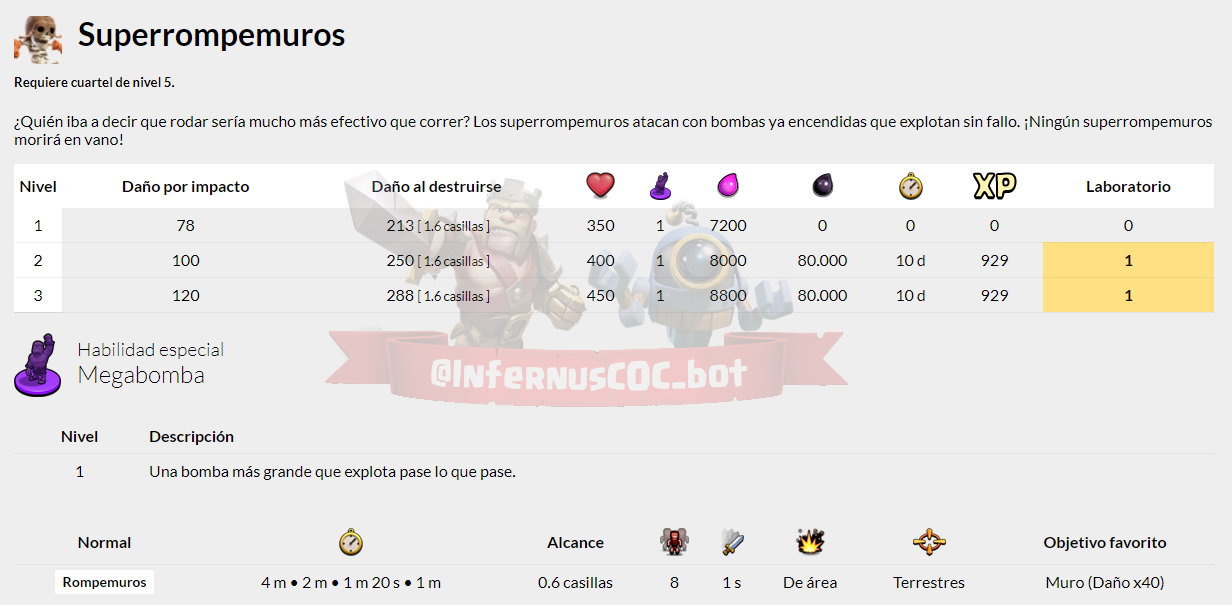 Superrompemuros
Requiere cuartel de nivel 5.
¿Quién iba a decir que rodar sería mucho más efectivo que correr? Los superrompemuros atacan con bombas ya encendidas que explotan sin fallo. ¡Ningún superrompemuros
morirá en vano!
Nivel Daño por impacto Daño al destruirse XP Laboratorio
1 78 213 [ 1.6 casillas ] 350 1 7200 0 0 0 0
2 100 250 [ 1.6 casillas ] 400 1 8000 80.000 10 d 929 1
3 120 288 [ 1.6 casillas ] 450 1 8800 80.000 10 d 929 1
Habilidad especial
Megabomba
@InfernusCOC_bot
Nivel Descripción
1 Una bomba más grande que explota pase lo que pase.
Normal Alcance Objetivo favorito
Rompemuros 4 m • 2 m • 1 m 20 s • 1 m 0.6 casillas 8 1 s De área Terrestres Muro (Daño x40)